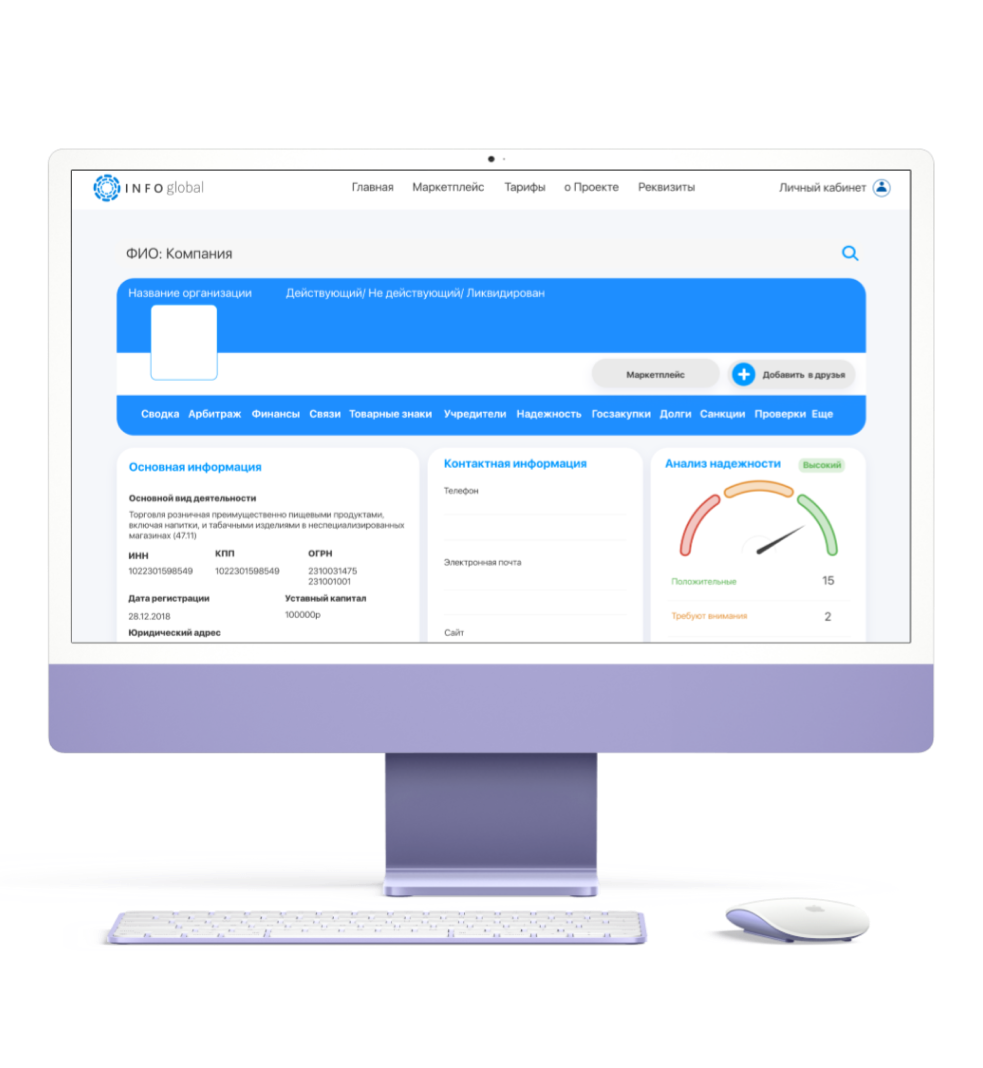 INFO global
Главная Маркетплейс Тарифы о Проекте Реквизиты Личный кабинет
ФИО: Компания
Название организации Действующий/ Не действующий/ Ликвидирован
Маркетплейс Добавить в друзья
Сводка Арбитраж Финансы Связи Товарные знаки Учредители Надежность Госзакупки Долги Санкции Проверки Еще
Основная информация
Основной вид деятельности
Торговля розничная преимущественно пищевыми продуктами,
включая напитки, и табачными изделиями в неспециализированных
магазинах (47.11)
ИНН КПП ОГРН
1022301598549 1022301598549 2310031475
231001001
Дата регистрации Уставный капитал
28.12.2018 100000р
Юридический адрес
Контактная информация
Телефон
Электронная почта
Сайт
Анализ надежности Высокий
Положительные 15
Требуют внимания 2